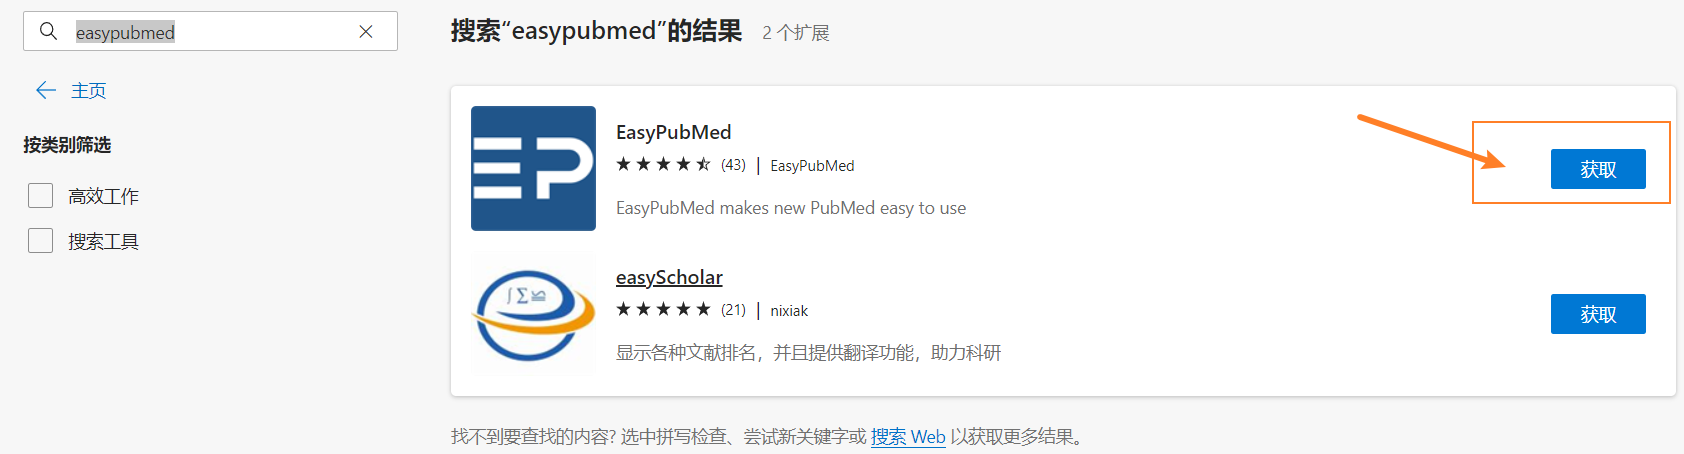 easypubmed
搜索“easypubmed”的结果 2 个扩展
主页
按类别筛选
高效工作
搜索工具
EP
EasyPubMed
(43) | EasyPubMed
EasyPubMed makes new PubMed easy to use
获取
∫∑≌
easyScholar
(21) | nixiak
显示各种文献排名，并且提供翻译功能，助力科研
获取
找不到要查找的内容? 选中拼写检查、尝试新关键字或 搜索 Web 以获取更多结果。